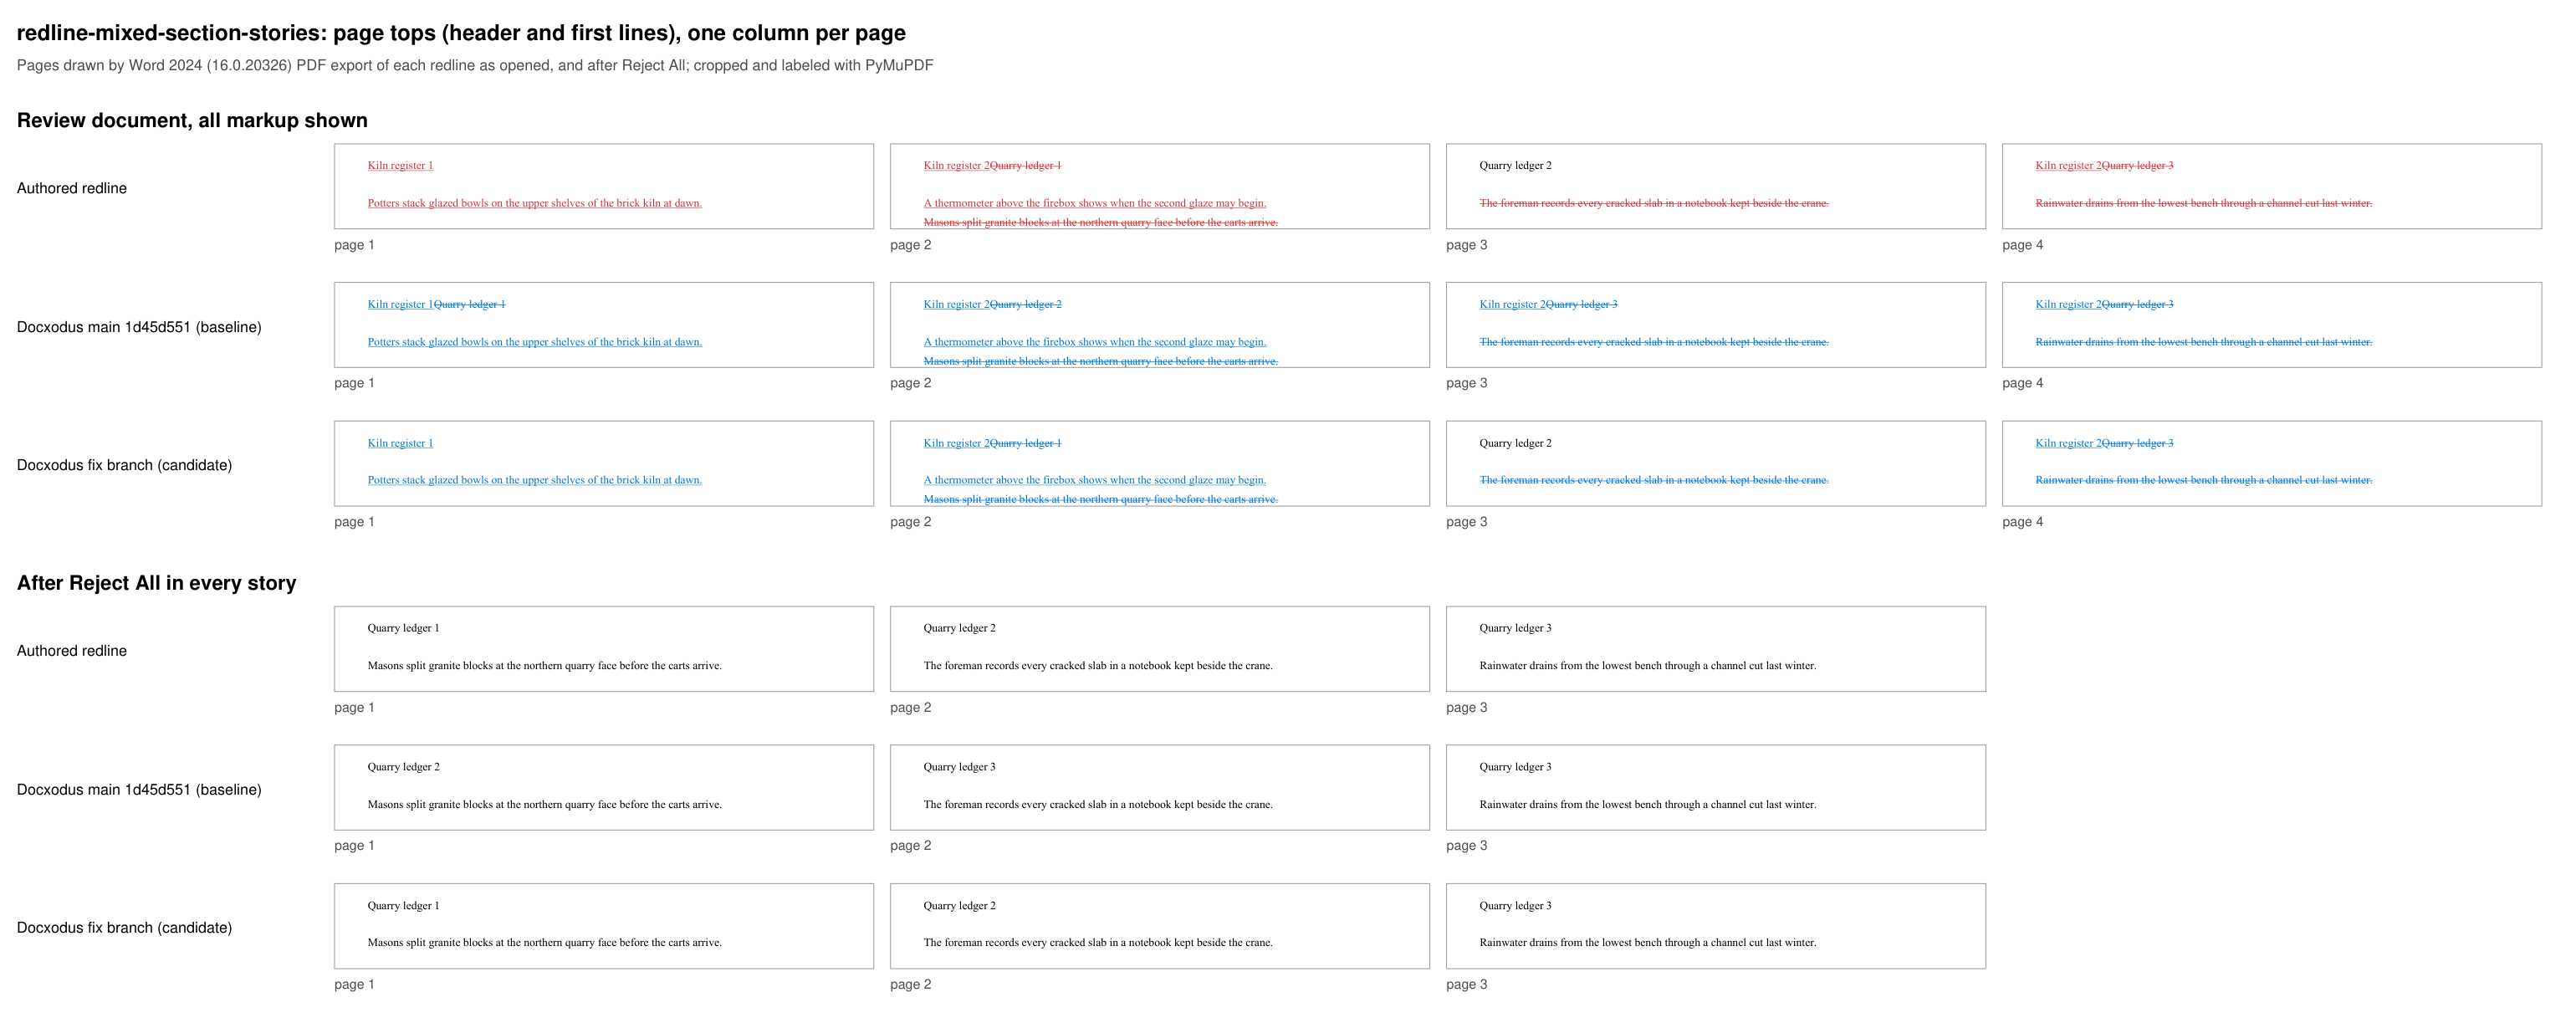 redline-mixed-section-stories: page tops (header and first lines), one column per page
Pages drawn by Word 2024 (16.0.20326) PDF export of each redline as opened, and after Reject All; cropped and labeled with PyMuPDF
Review document, all markup shown
Authored redline
Kiln register 1
Potters stack glazed bowls on the upper shelves of the brick kiln at dawn.
page 1
Kiln register 2Quarry ledger 1
A thermometer above the firebox shows when the second glaze may begin.
Masons split granite blocks at the northern quarry face before the carts arrive.
page 2
Quarry ledger 2
The foreman records every cracked slab in a notebook kept beside the crane.
page 3
Kiln register 2Quarry ledger 3
Rainwater drains from the lowest bench through a channel cut last winter.
page 4
Docxodus main 1d45d551 (baseline)
Kiln register 1Quarry ledger 1
Potters stack glazed bowls on the upper shelves of the brick kiln at dawn.
page 1
Kiln register 2Quarry ledger 2
A thermometer above the firebox shows when the second glaze may begin.
Masons split granite blocks at the northern quarry face before the carts arrive.
page 2
Kiln register 2Quarry ledger 3
The foreman records every cracked slab in a notebook kept beside the crane.
page 3
Kiln register 2Quarry ledger 3
Rainwater drains from the lowest bench through a channel cut last winter.
page 4
Docxodus fix branch (candidate)
Kiln register 1
Potters stack glazed bowls on the upper shelves of the brick kiln at dawn.
page 1
Kiln register 2Quarry ledger 1
A thermometer above the firebox shows when the second glaze may begin.
Masons split granite blocks at the northern quarry face before the carts arrive.
page 2
Quarry ledger 2
The foreman records every cracked slab in a notebook kept beside the crane.
page 3
Kiln register 2Quarry ledger 3
Rainwater drains from the lowest bench through a channel cut last winter.
page 4
After Reject All in every story
Authored redline
Quarry ledger 1
Masons split granite blocks at the northern quarry face before the carts arrive.
page 1
Quarry ledger 2
The foreman records every cracked slab in a notebook kept beside the crane.
page 2
Quarry ledger 3
Rainwater drains from the lowest bench through a channel cut last winter.
page 3
Docxodus main 1d45d551 (baseline)
Quarry ledger 2
Masons split granite blocks at the northern quarry face before the carts arrive.
page 1
Quarry ledger 3
The foreman records every cracked slab in a notebook kept beside the crane.
page 2
Quarry ledger 3
Rainwater drains from the lowest bench through a channel cut last winter.
page 3
Docxodus fix branch (candidate)
Quarry ledger 1
Masons split granite blocks at the northern quarry face before the carts arrive.
page 1
Quarry ledger 2
The foreman records every cracked slab in a notebook kept beside the crane.
page 2
Quarry ledger 3
Rainwater drains from the lowest bench through a channel cut last winter.
page 3